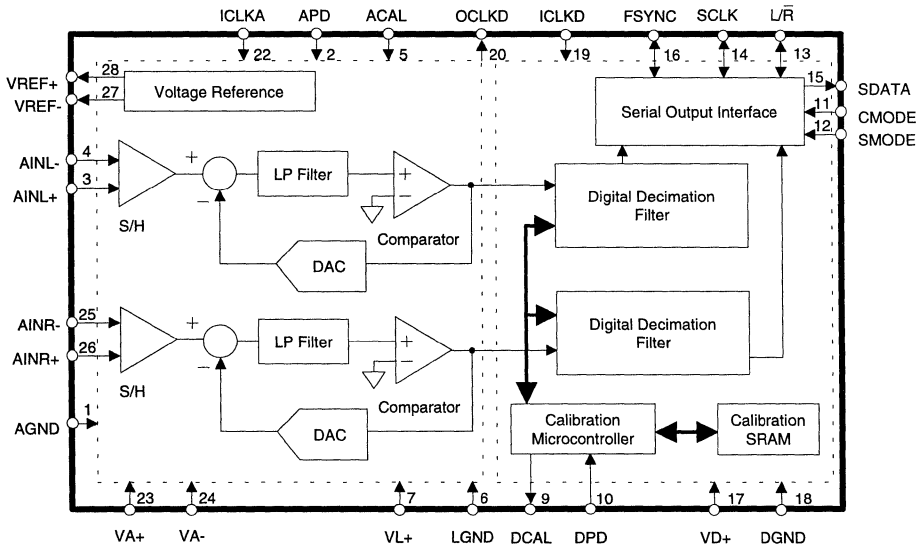 ICLKA APD ACAL OCLKD ICLKD FSYNC SCLK L/R̅
22 2 5 20 19 16 14 13
VREF+ 28
VREF- 27
Voltage Reference
Serial Output Interface
15 SDATA
11 CMODE
12 SMODE
AINL- 4
AINL+ 3
S/H
+
−
LP Filter
+
Comparator
DAC
Digital Decimation
Filter
AINR- 25
AINR+ 26
S/H
+
−
LP Filter
+
Comparator
DAC
Digital Decimation
Filter
AGND 1
Calibration
Microcontroller
Calibration
SRAM
23 24 7 6 9 10 17 18
VA+ VA- VL+ LGND DCAL DPD VD+ DGND